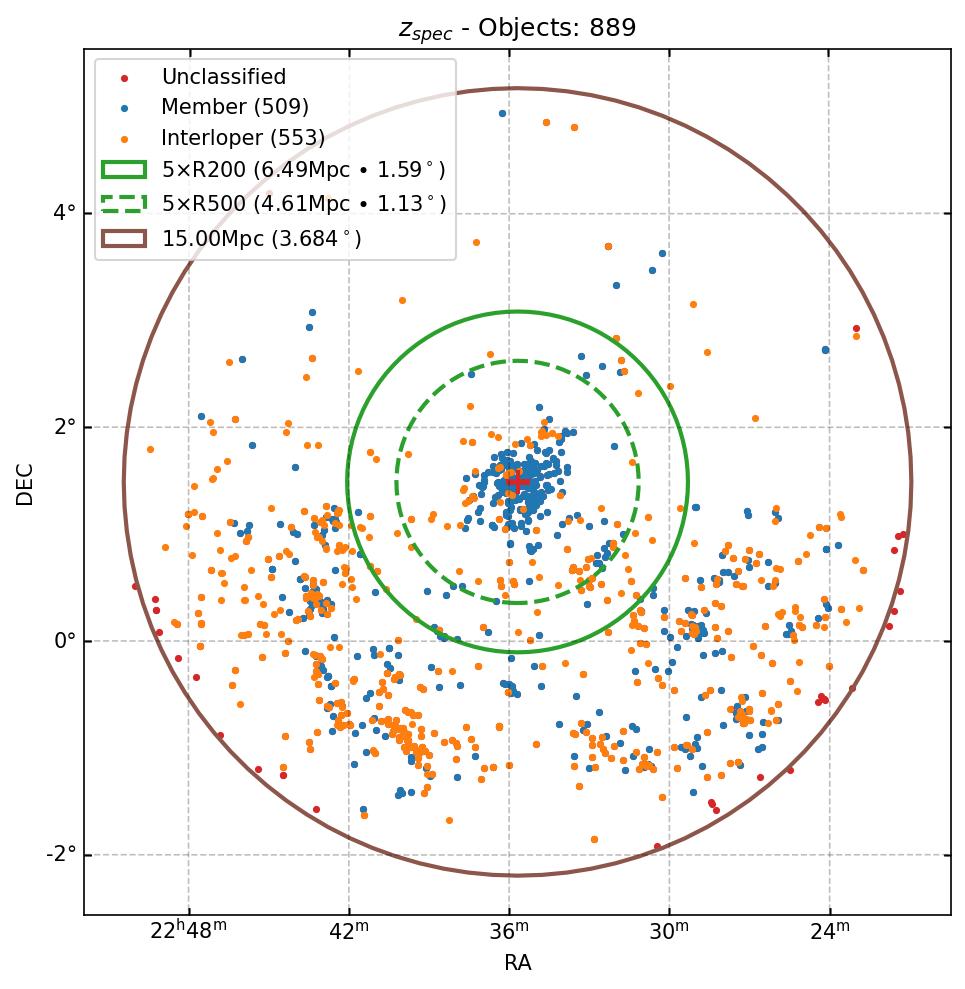 z_spec - Objects: 889
Unclassified
Member (509)
Interloper (553)
5×R200 (6.49Mpc • 1.59°)
5×R500 (4.61Mpc • 1.13°)
15.00Mpc (3.684°)
4°
2°
0°
-2°
DEC
22ʰ48ᵐ 42ᵐ 36ᵐ 30ᵐ 24ᵐ
RA